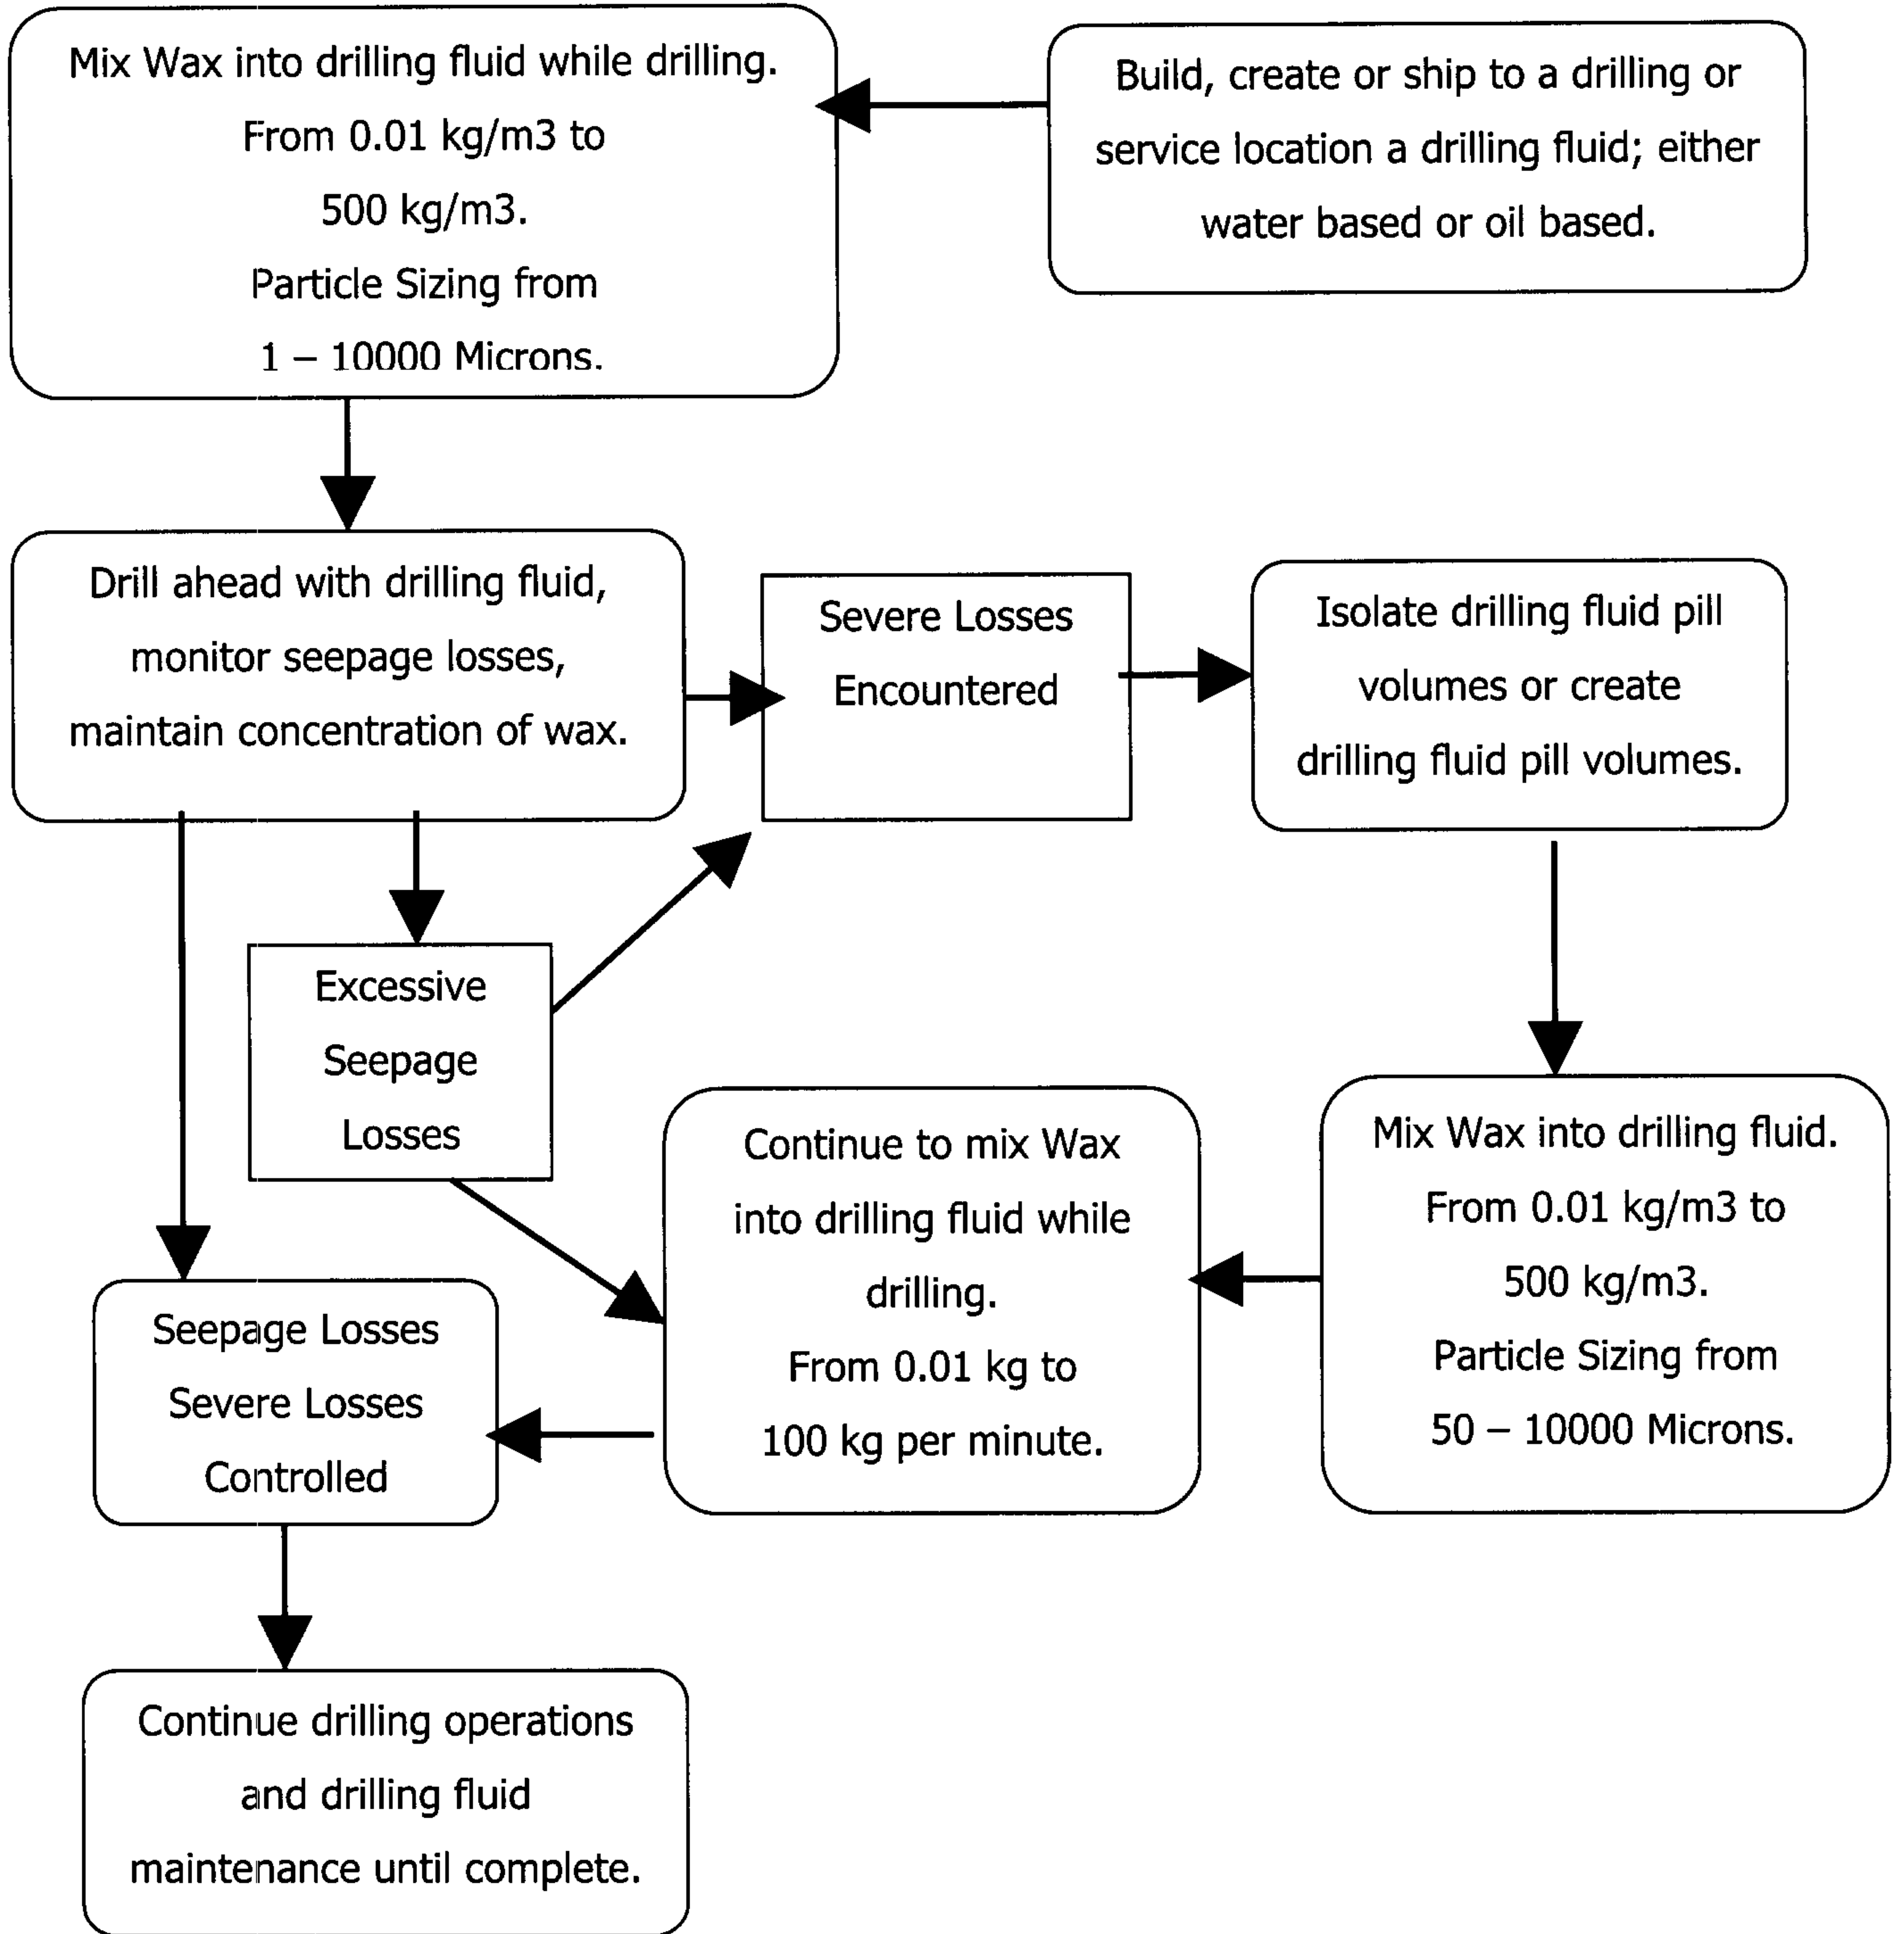 Mix Wax into drilling fluid while drilling.
From 0.01 kg/m3 to
500 kg/m3.
Particle Sizing from
1 – 10000 Microns.
Build, create or ship to a drilling or
service location a drilling fluid; either
water based or oil based.
Drill ahead with drilling fluid,
monitor seepage losses,
maintain concentration of wax.
Severe Losses
Encountered
Isolate drilling fluid pill
volumes or create
drilling fluid pill volumes.
Excessive
Seepage
Losses
Continue to mix Wax
into drilling fluid while
drilling.
From 0.01 kg to
100 kg per minute.
Mix Wax into drilling fluid.
From 0.01 kg/m3 to
500 kg/m3.
Particle Sizing from
50 – 10000 Microns.
Seepage Losses
Severe Losses
Controlled
Continue drilling operations
and drilling fluid
maintenance until complete.